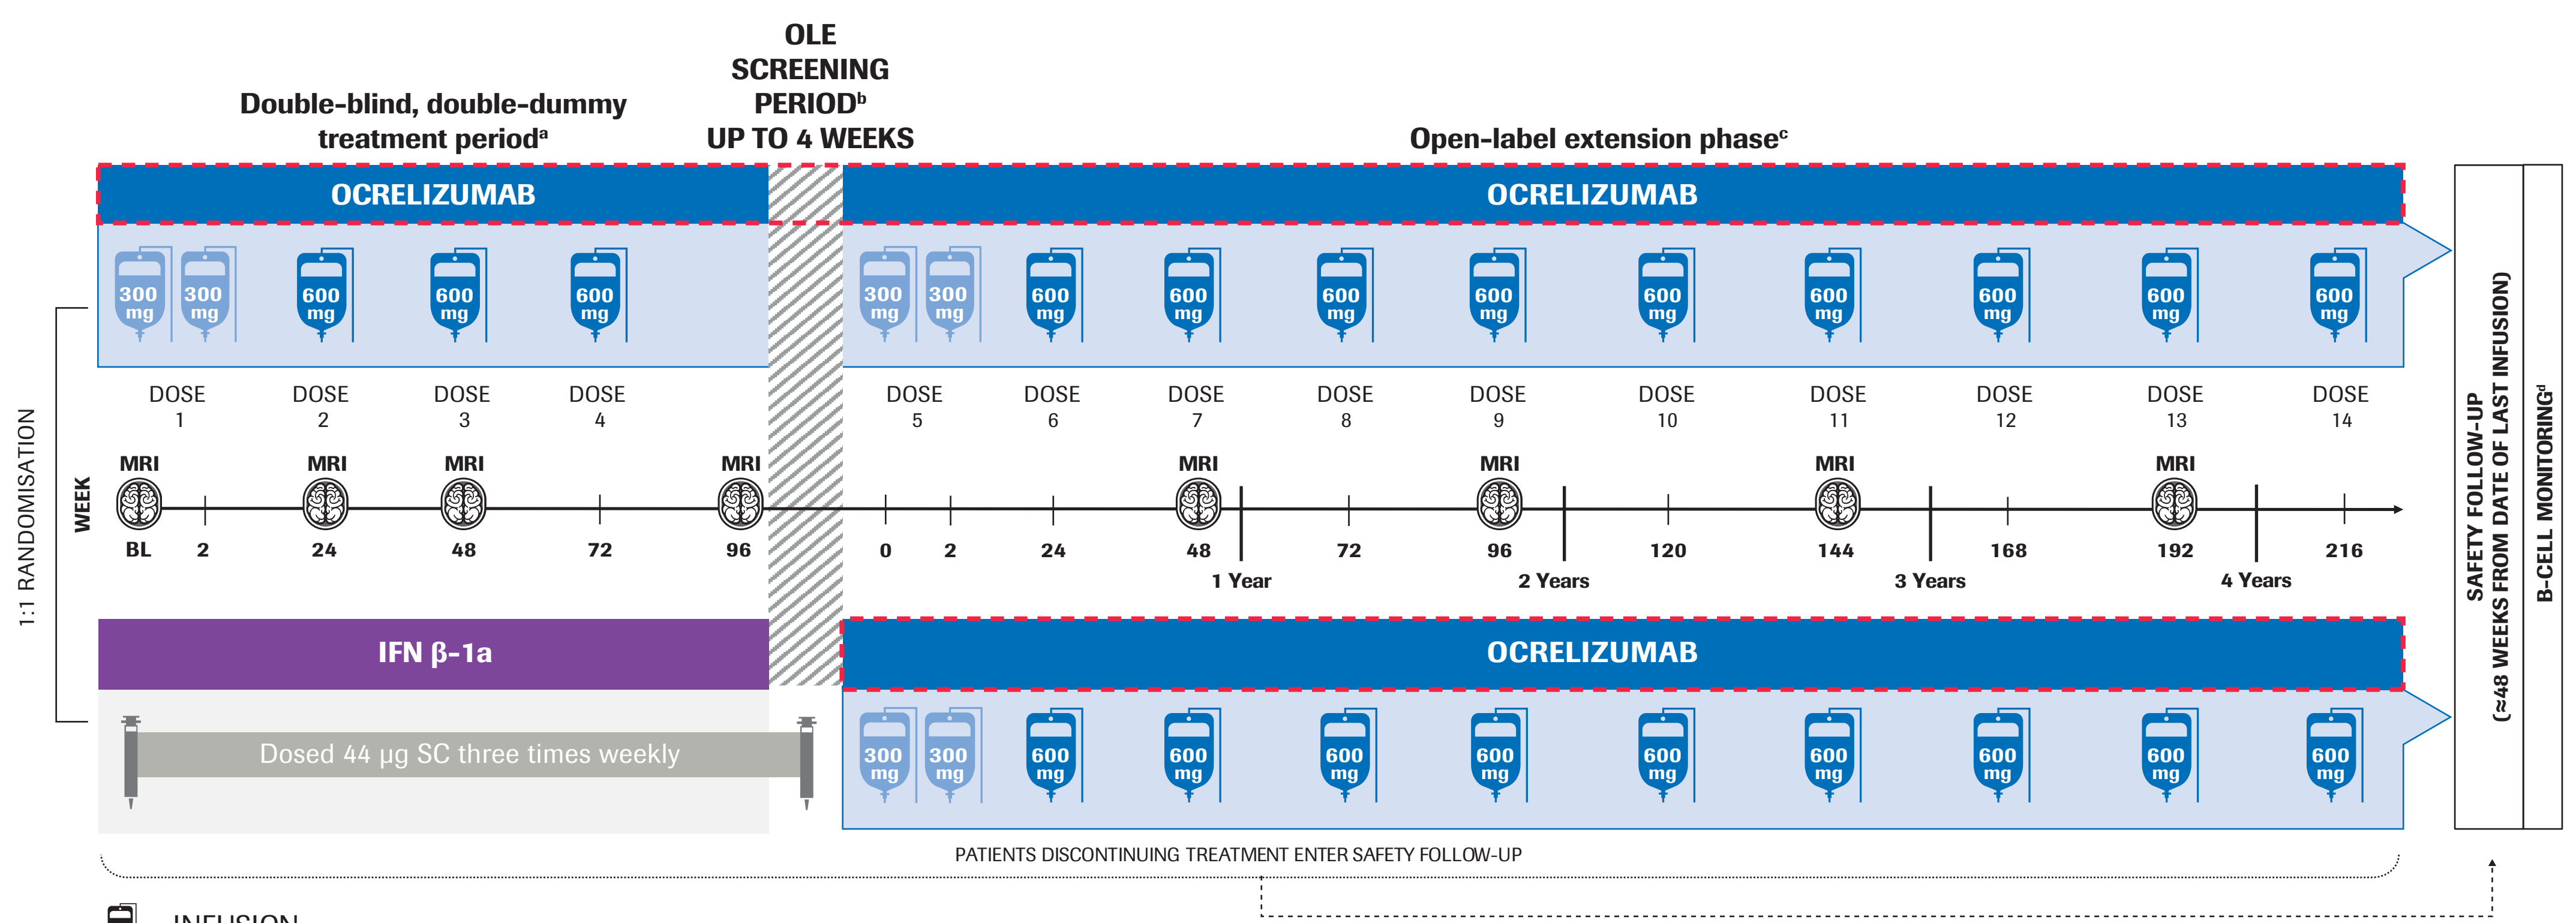 OLE
SCREENING
PERIODᵇ
UP TO 4 WEEKS
Double-blind, double-dummy
treatment periodᵃ
Open-label extension phaseᶜ
OCRELIZUMAB
OCRELIZUMAB
300 mg
300 mg
600 mg
600 mg
600 mg
300 mg
300 mg
600 mg
600 mg
600 mg
600 mg
600 mg
600 mg
600 mg
600 mg
600 mg
DOSE 1
DOSE 2
DOSE 3
DOSE 4
DOSE 5
DOSE 6
DOSE 7
DOSE 8
DOSE 9
DOSE 10
DOSE 11
DOSE 12
DOSE 13
DOSE 14
1:1 RANDOMISATION
WEEK
MRI
MRI
MRI
MRI
MRI
MRI
MRI
MRI
BL
2
24
48
72
96
0
2
24
48
72
96
120
144
168
192
216
1 Year
2 Years
3 Years
4 Years
IFN β-1a
OCRELIZUMAB
Dosed 44 μg SC three times weekly
300 mg
300 mg
600 mg
600 mg
600 mg
600 mg
600 mg
600 mg
600 mg
600 mg
600 mg
SAFETY FOLLOW-UP
(≈48 WEEKS FROM DATE OF LAST INFUSION)
B-CELL MONITORINGᵈ
PATIENTS DISCONTINUING TREATMENT ENTER SAFETY FOLLOW-UP
INFUSION